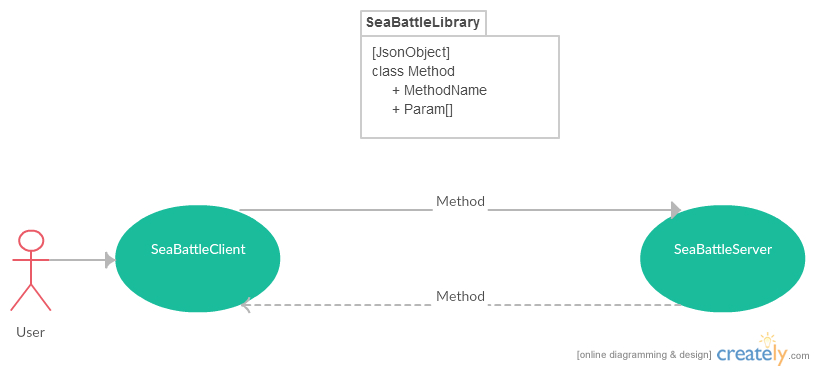 SeaBattleLibrary
[JsonObject]
class Method
+ MethodName
+ Param[]
Method
SeaBattleClient
SeaBattleServer
Method
User
[online diagramming & design] creately.com